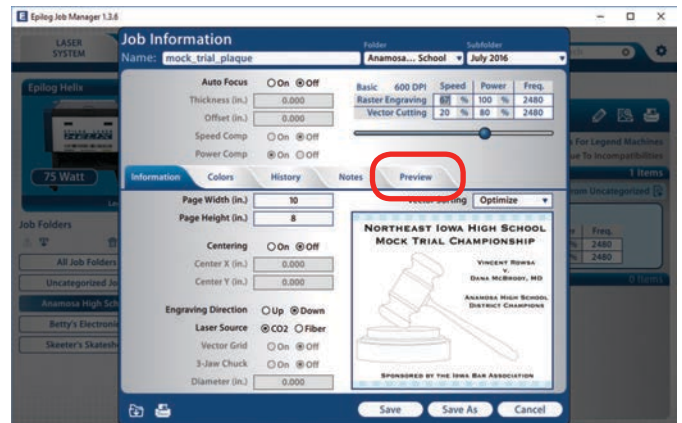 Epilog Job Manager 1.3.6
LASER
SYSTEM
Job Information
Name: mock_trial_plaque
Folder
Anamosa... School
Subfolder
July 2016
Epilog Helix
75 Watt
Job Folders
All Job Folders
Uncategorized Jo
Anamosa High Sch
Betty's Electroni
Skeeter's Skatesh
Auto Focus On Off
Thickness (in.) 0.000
Offset (in.) 0.000
Speed Comp On Off
Power Comp On Off
Basic 600 DPI Speed Power Freq.
Raster Engraving 67 % 100 % 2480
Vector Cutting 20 % 80 % 2480
Information Colors History Notes Preview
Page Width (in.) 10
Page Height (in.) 8
Centering On Off
Center X (in.) 0.000
Center Y (in.) 0.000
Engraving Direction Up Down
Laser Source CO2 Fiber
Vector Grid On Off
3-Jaw Chuck On Off
Diameter (in.) 0.000
Vector Sorting Optimize
Northeast Iowa High School
Mock Trial Championship
Vincent Rowsa
v.
Dana McBrody, MD
Anamosa High School
District Champions
Sponsored by the Iowa Bar Association
Save Save As Cancel
For Legend Machines
ue To Incompatibilities
1 Items
rom Uncategorized
Freq.
% 2480
% 2480
0 Items